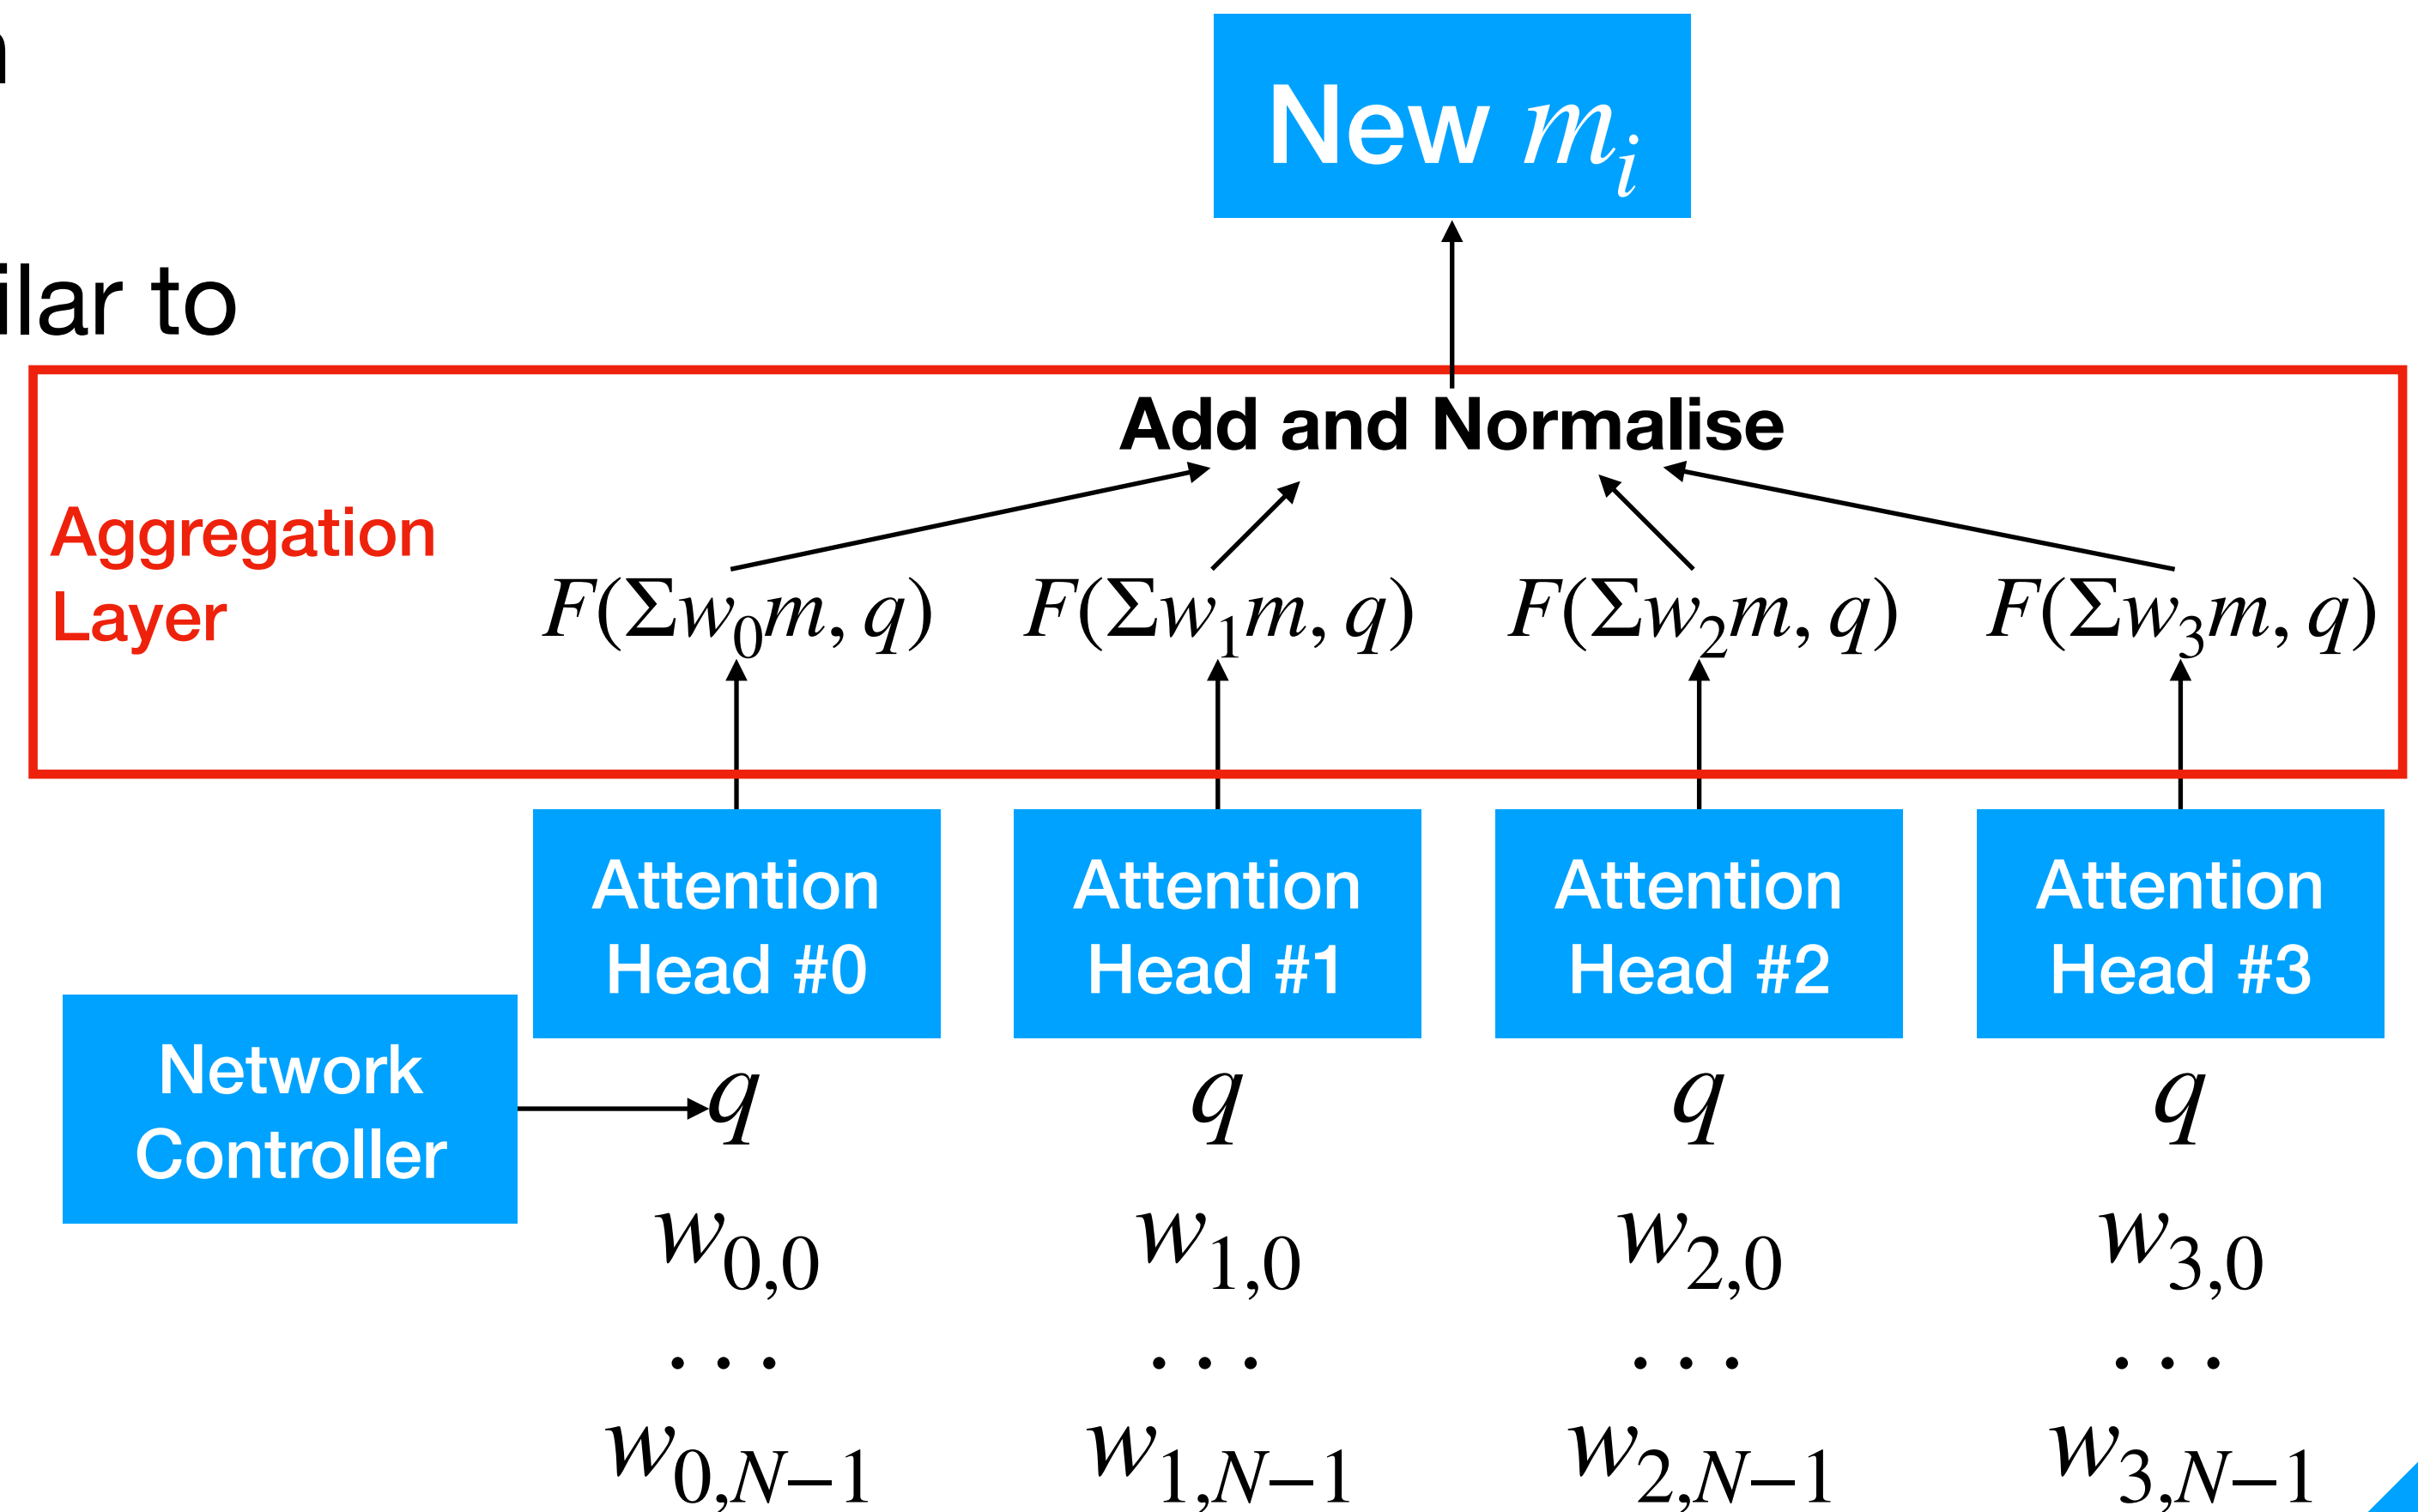 New mᵢ
ilar to
Add and Normalise
Aggregation
Layer
F(Σw₀m, q) F(Σw₁m, q) F(Σw₂m, q) F(Σw₃m, q)
Attention Attention Attention Attention
Head #0 Head #1 Head #2 Head #3
Network
Controller
q q q q
w₀,₀ w₁,₀ w₂,₀ w₃,₀
... ... ... ...
w₀,N₋₁ w₁,N₋₁ w₂,N₋₁ w₃,N₋₁